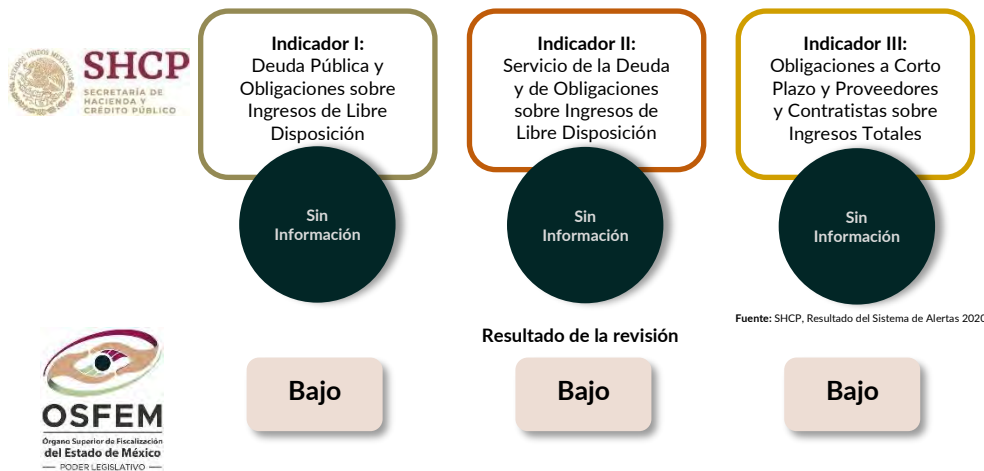 ESTADOS UNIDOS MEXICANOS
SHCP
SECRETARÍA DE
HACIENDA Y
CRÉDITO PÚBLICO
Indicador I:
Deuda Pública y
Obligaciones sobre
Ingresos de Libre
Disposición
Sin
Información
Indicador II:
Servicio de la Deuda
y de Obligaciones
sobre Ingresos de
Libre Disposición
Sin
Información
Indicador III:
Obligaciones a Corto
Plazo y Proveedores
y Contratistas sobre
Ingresos Totales
Sin
Información
Fuente: SHCP, Resultado del Sistema de Alertas 2020
Resultado de la revisión
OSFEM
Órgano Superior de Fiscalización
del Estado de México
PODER LEGISLATIVO
Bajo
Bajo
Bajo